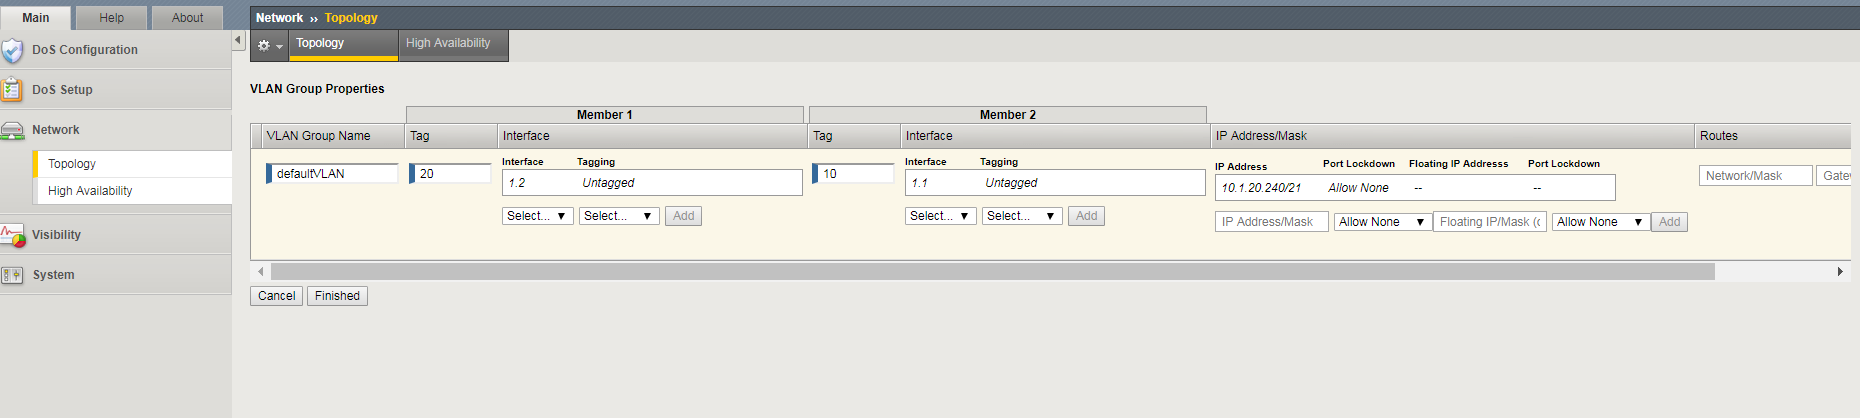 Main Help About
Network ›› Topology
DoS Configuration
Topology High Availability
DoS Setup
VLAN Group Properties
Member 1 Member 2
Network
VLAN Group Name Tag Interface Tag Interface IP Address/Mask Routes
Topology
High Availability
Interface Tagging Interface Tagging IP Address Port Lockdown Floating IP Addresss Port Lockdown
defaultVLAN 20 1.2 Untagged 10 1.1 Untagged 10.1.20.240/21 Allow None -- --
Network/Mask Gatew
Select... Select... Add Select... Select... Add IP Address/Mask Allow None Floating IP/Mask (c Allow None Add
Visibility
System
Cancel Finished